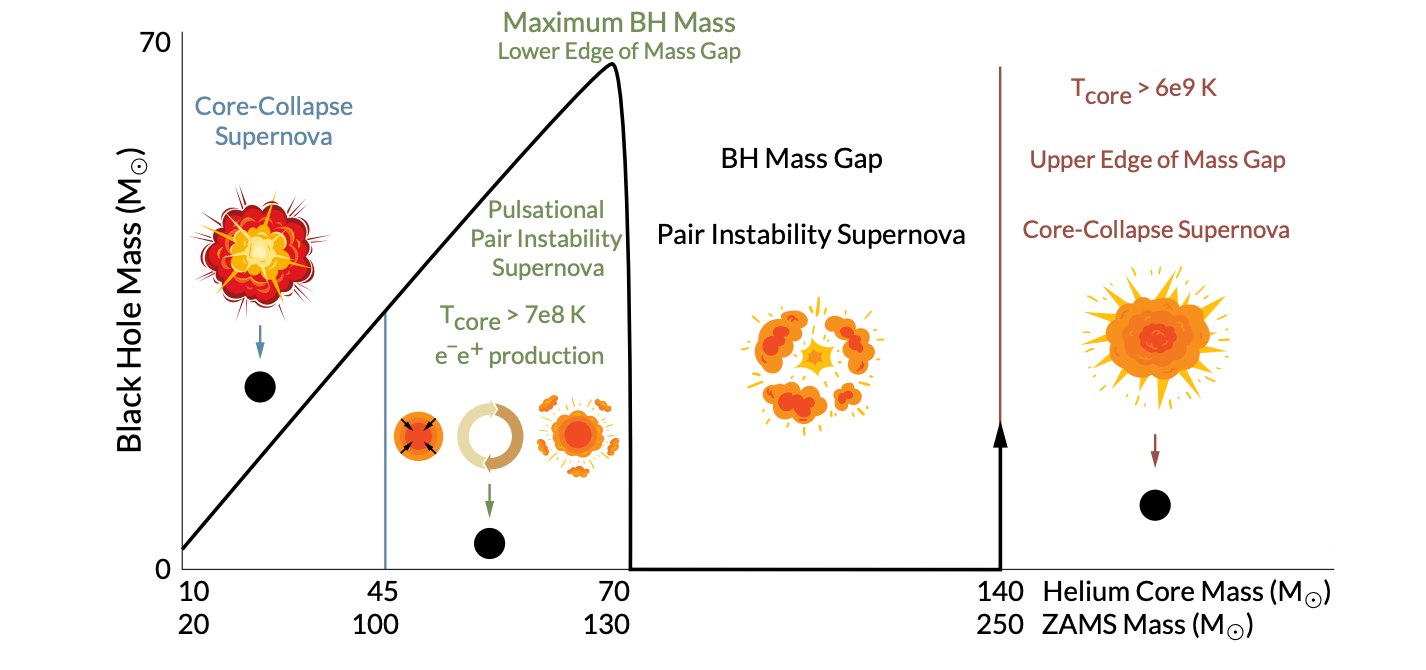 Maximum BH Mass
Lower Edge of Mass Gap
70
Core-Collapse
Supernova
T_core > 6e9 K
BH Mass Gap
Upper Edge of Mass Gap
Pulsational
Pair Instability
Supernova
Pair Instability Supernova
Core-Collapse Supernova
T_core > 7e8 K
e⁻e⁺ production
Black Hole Mass (M☉)
0
10 45 70 140 Helium Core Mass (M☉)
20 100 130 250 ZAMS Mass (M☉)